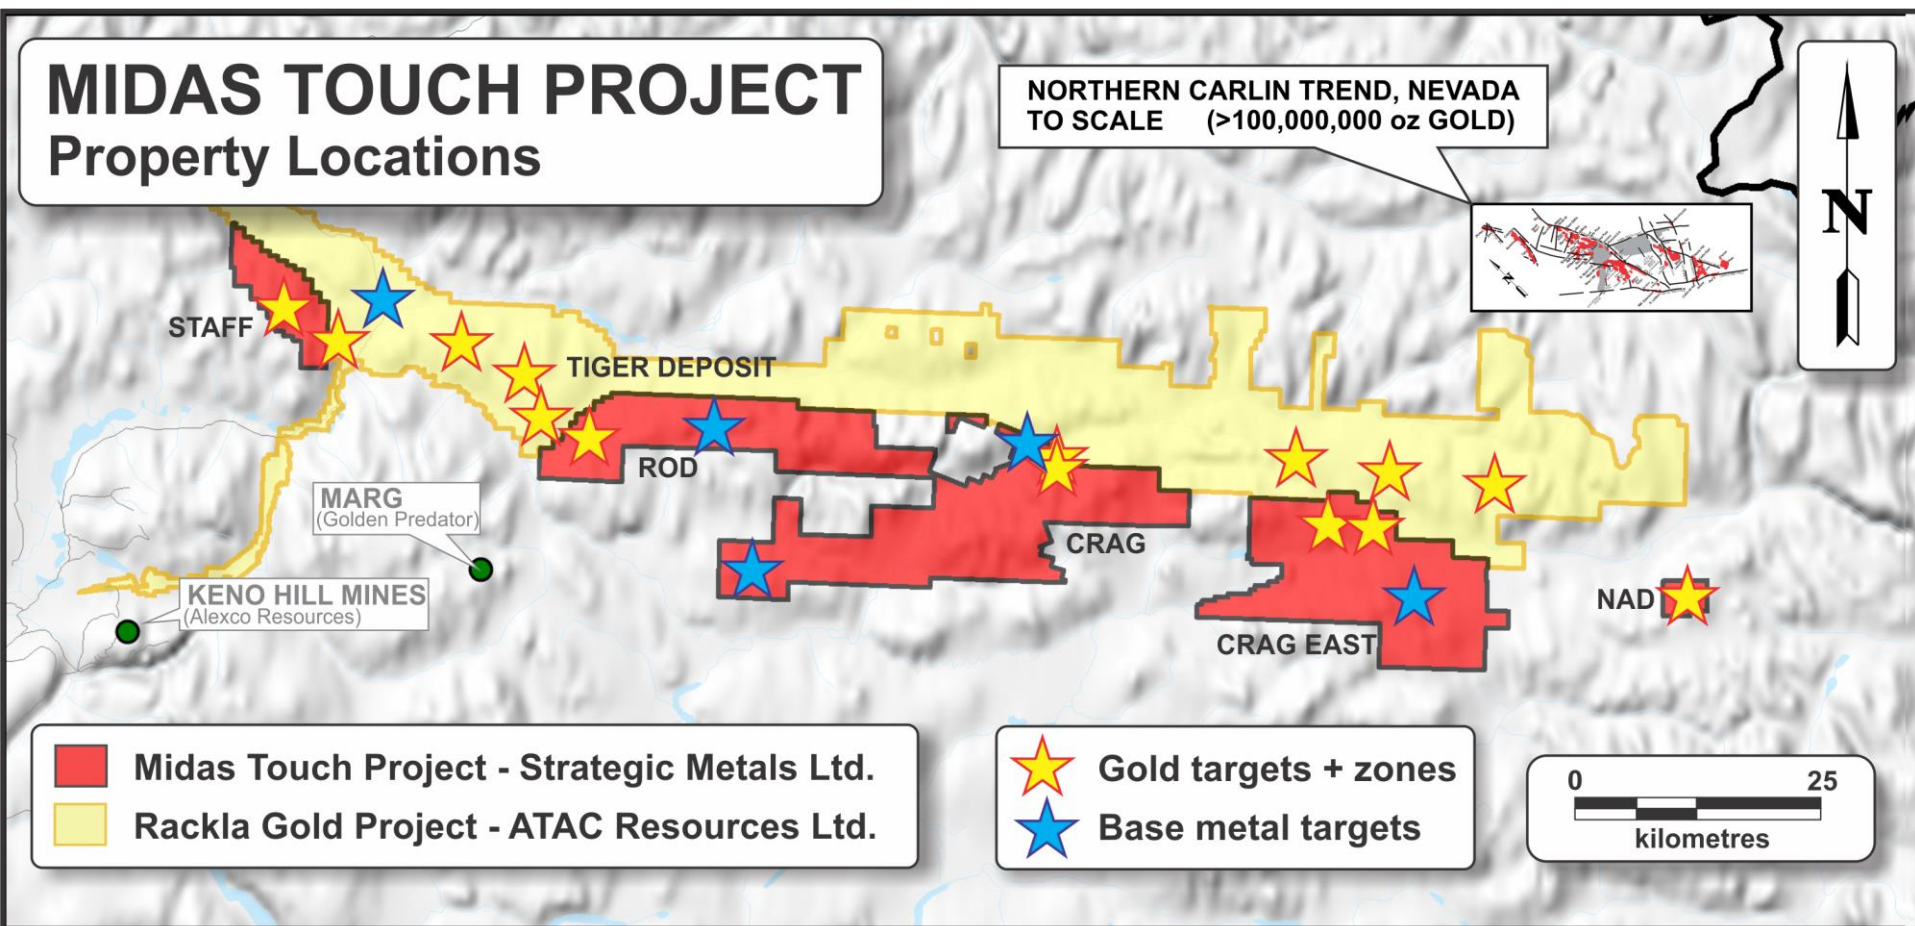 MIDAS TOUCH PROJECT
Property Locations
NORTHERN CARLIN TREND, NEVADA
TO SCALE (>100,000,000 oz GOLD)
N
STAFF
TIGER DEPOSIT
ROD
MARG
(Golden Predator)
CRAG
KENO HILL MINES
(Alexco Resources)
NAD
CRAG EAST
Midas Touch Project - Strategic Metals Ltd.
Rackla Gold Project - ATAC Resources Ltd.
Gold targets + zones
Base metal targets
0 25
kilometres